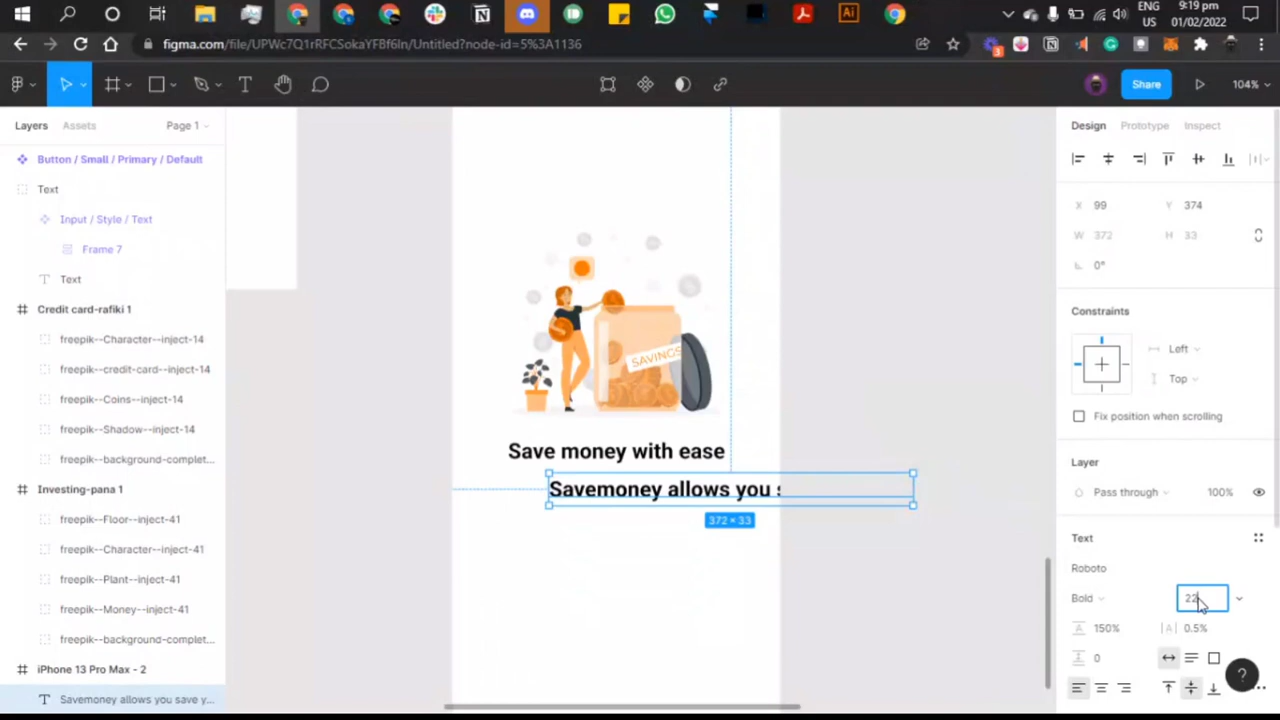 9:19 pm
ENG
US
01/02/2022
figma.com/file/UPWc7Q1rRFCSokaYFBf6In/Untitled?node-id=5%3A1136
3
Share
104%
Layers
Assets
Page 1
Button / Small / Primary / Default
Text
Input / Style / Text
Frame 7
Text
Credit card-rafiki 1
freepik--Character--inject-14
freepik--credit-card--inject-14
freepik--Coins--inject-14
freepik--Shadow--inject-14
freepik--background-complet...
Investing-pana 1
freepik--Floor--inject-41
freepik--Character--inject-41
freepik--Plant--inject-41
freepik--Money--inject-41
freepik--background-complet...
iPhone 13 Pro Max - 2
Savemoney allows you save y...
SAVINGS
Save money with ease
Savemoney allows you s
372 × 33
Design
Prototype
Inspect
X 99
Y 374
W 372
H 33
0°
Constraints
Left
Top
Fix position when scrolling
Layer
Pass through
100%
Text
Roboto
Bold
22
150%
|A| 0.5%
0
?